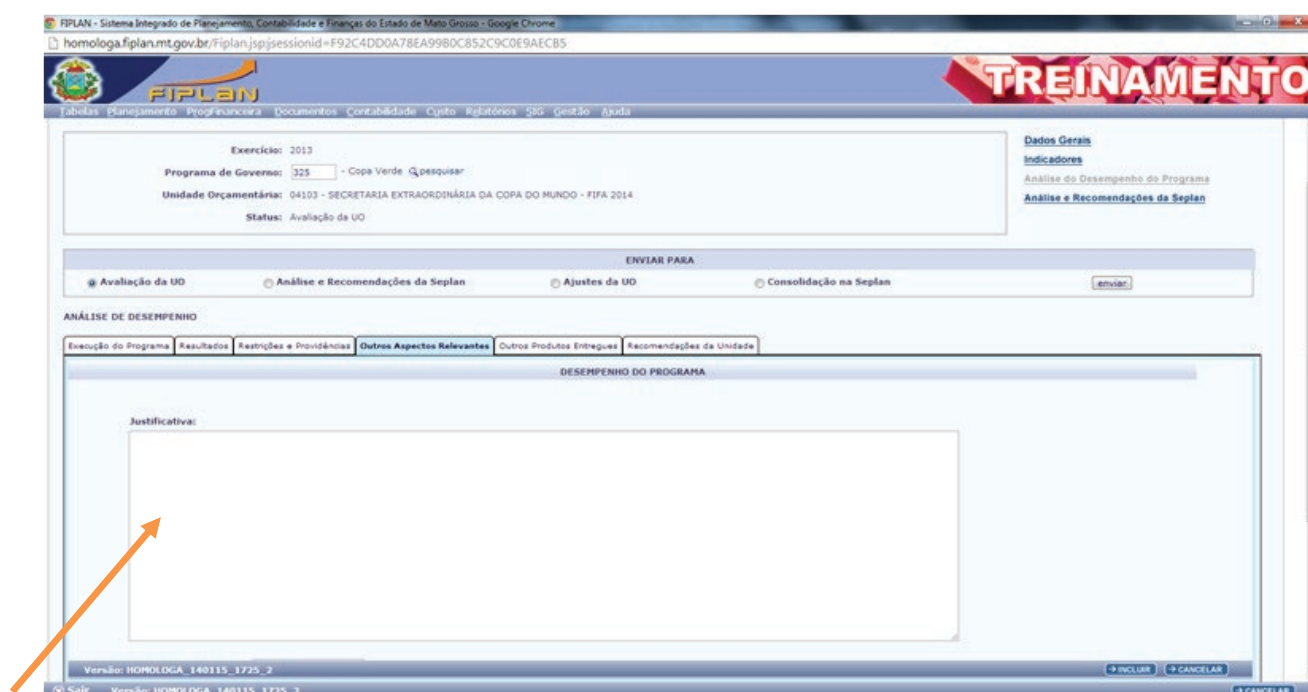 FIPLAN - Sistema Integrado de Planejamento, Contabilidade e Finanças do Estado de Mato Grosso - Google Chrome
homologa.fiplan.mt.gov.br/Fiplan.jsp;jsessionid=F92C4DD0A78EA99B0C852C9C0E9AECB5
FIPLAN
TREINAMENTO
Tabelas Planejamento ProgFinanceira Documentos Contabilidade Custo Relatórios SIG Gestão Ajuda
Exercício: 2013
Programa de Governo: 325 - Copa Verde pesquisar
Unidade Orçamentária: 04103 - SECRETARIA EXTRAORDINÁRIA DA COPA DO MUNDO - FIFA 2014
Status: Avaliação da UO
Dados Gerais
Indicadores
Análise do Desempenho do Programa
Análise e Recomendações da Seplan
ENVIAR PARA
Avaliação da UO Análise e Recomendações da Seplan Ajustes da UO Consolidação na Seplan enviar
ANÁLISE DE DESEMPENHO
Execução do Programa Resultados Restrições e Providências Outros Aspectos Relevantes Outros Produtos Entregues Recomendações da Unidade
DESEMPENHO DO PROGRAMA
Justificativa:
Versão: HOMOLOGA_140115_1725_2 INCLUIR CANCELAR
Sair Versão: HOMOLOGA_140115_1725_2 CANCELAR